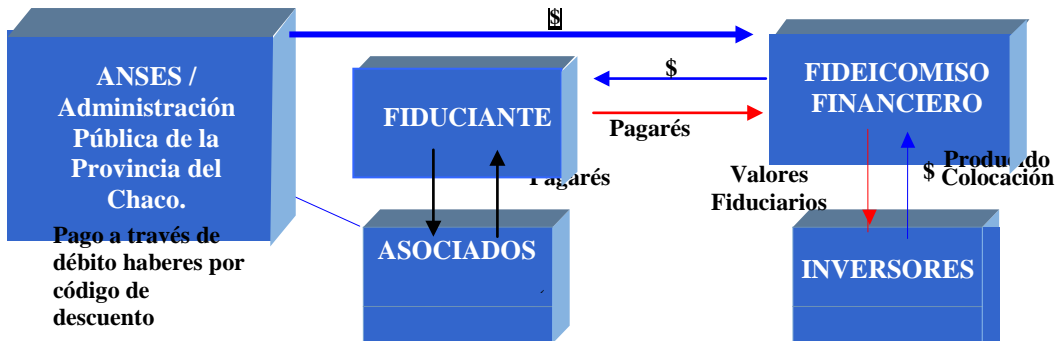 $
ANSES /
Administración
Pública de la
Provincia del
Chaco.
Pago a través de
débito haberes por
código de
descuento
FIDUCIANTE
$
Pagarés
Pagarés
ASOCIADOS
FIDEICOMISO
FINANCIERO
Valores
Fiduciarios
$ Producido
Colocación
INVERSORES